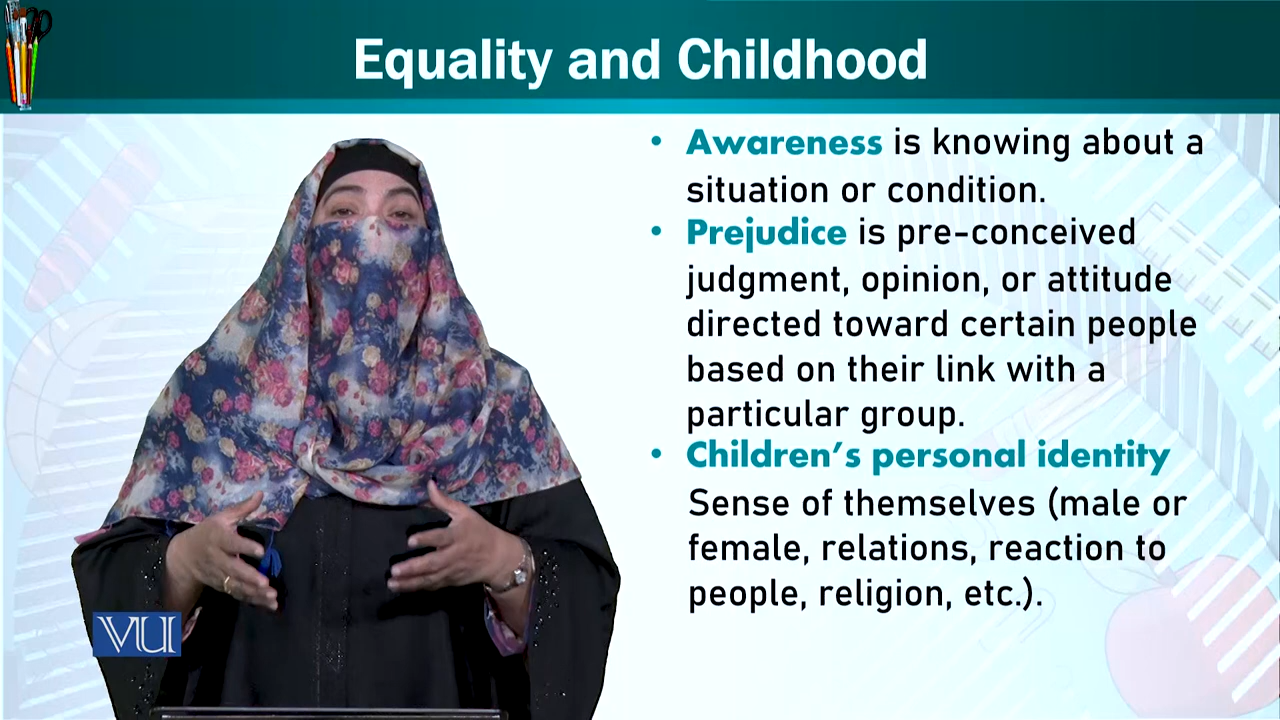 Equality and Childhood
• Awareness is knowing about a
situation or condition.
• Prejudice is pre-conceived
judgment, opinion, or attitude
directed toward certain people
based on their link with a
particular group.
• Children's personal identity
Sense of themselves (male or
female, relations, reaction to
people, religion, etc.).
VU